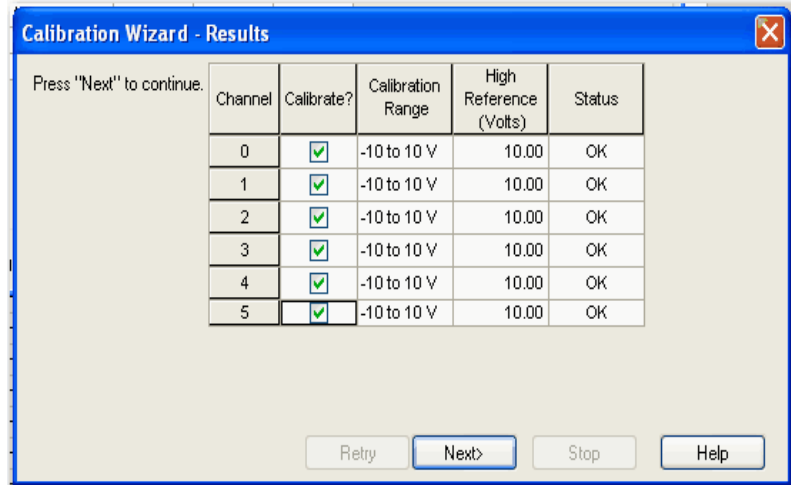 Calibration Wizard - Results
Press "Next" to continue.
Channel Calibrate? Calibration Range High Reference (Volts) Status
0 -10 to 10 V 10.00 OK
1 -10 to 10 V 10.00 OK
2 -10 to 10 V 10.00 OK
3 -10 to 10 V 10.00 OK
4 -10 to 10 V 10.00 OK
5 -10 to 10 V 10.00 OK
Retry Next> Stop Help